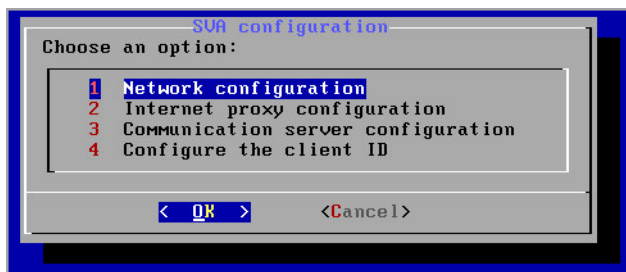 SVA configuration
Choose an option:
1 Network configuration
2 Internet proxy configuration
3 Communication server configuration
4 Configure the client ID
< OK > <Cancel>